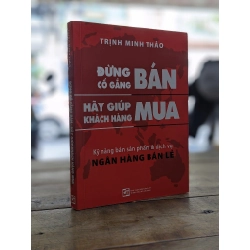 TRỊNH MINH THẢO
ĐỪNG
CỐ GẮNG
BÁN
HÃY GIÚP
KHÁCH HÀNG
MUA
Kỹ năng bán sản phẩm & dịch vụ
NGÂN HÀNG BÁN LẺ